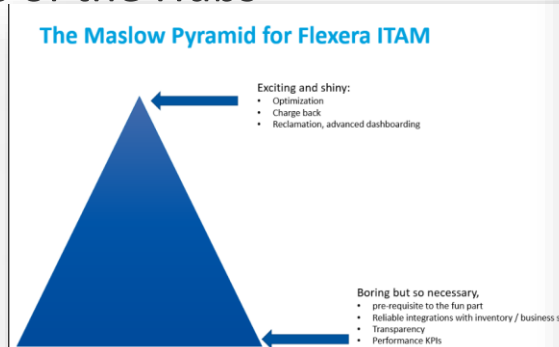 The Maslow Pyramid for Flexera ITAM
Exciting and shiny:
• Optimization
• Charge back
• Reclamation, advanced dashboarding
Boring but so necessary,
• pre-requisite to the fun part
• Reliable integrations with inventory / business
• Transparency
• Performance KPIs